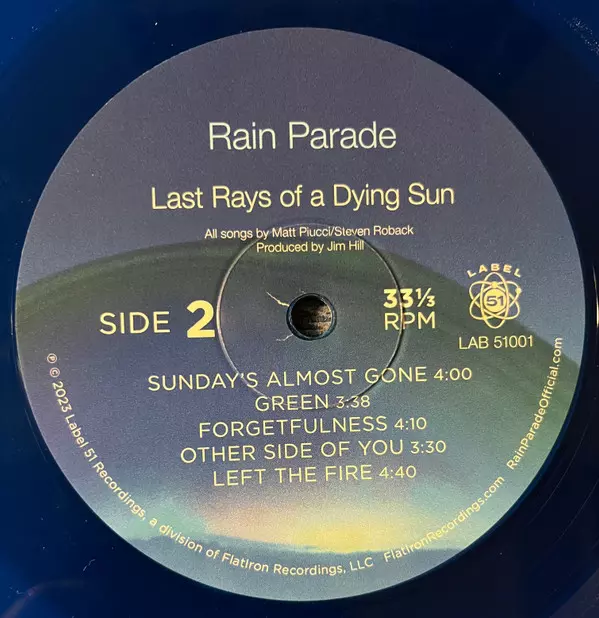 Rain Parade
Last Rays of a Dying Sun
All songs by Matt Piucci/Steven Roback
Produced by Jim Hill
SIDE 2
33⅓
RPM
LABEL
51
LAB 51001
SUNDAY'S ALMOST GONE 4:00
GREEN 3:38
FORGETFULNESS 4:10
OTHER SIDE OF YOU 3:30
LEFT THE FIRE 4:40
℗ © 2023 Label 51 Recordings, a division of FlatIron Recordings, LLC FlatIronRecordings.com RainParadeOfficial.com